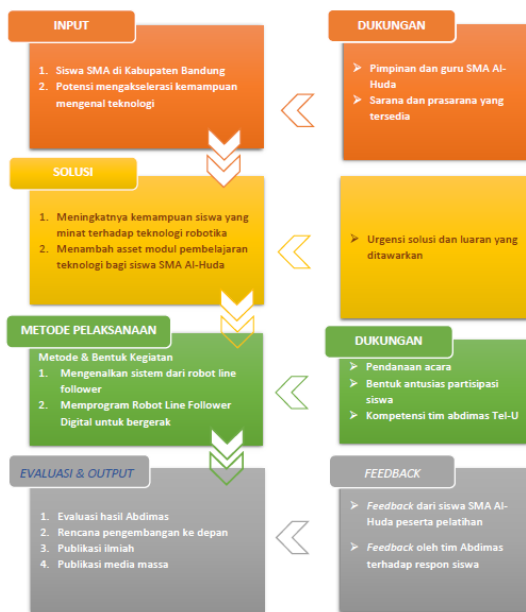 INPUT
1. Siswa SMA di Kabupaten Bandung
2. Potensi mengakselerasi kemampuan
mengenal teknologi
DUKUNGAN
➤ Pimpinan dan guru SMA Al-
Huda
➤ Sarana dan prasarana yang
tersedia
SOLUSI
1. Meningkatnya kemampuan siswa yang
minat terhadap teknologi robotika
2. Menambah asset modul pembelajaran
teknologi bagi siswa SMA Al-Huda
➤ Urgensi solusi dan luaran yang
ditawarkan
METODE PELAKSANAAN
Metode & Bentuk Kegiatan
1. Mengenalkan sistem dari robot line
follower
2. Memprogram Robot Line Follower
Digital untuk bergerak
DUKUNGAN
➤ Pendanaan acara
➤ Bentuk antusias partisipasi
siswa
➤ Kompetensi tim abdimas Tel-U
EVALUASI & OUTPUT
1. Evaluasi hasil Abdimas
2. Rencana pengembangan ke depan
3. Publikasi ilmiah
4. Publikasi media massa
FEEDBACK
➤ Feedback dari siswa SMA Al-
Huda peserta pelatihan
➤ Feedback oleh tim Abdimas
terhadap respon siswa